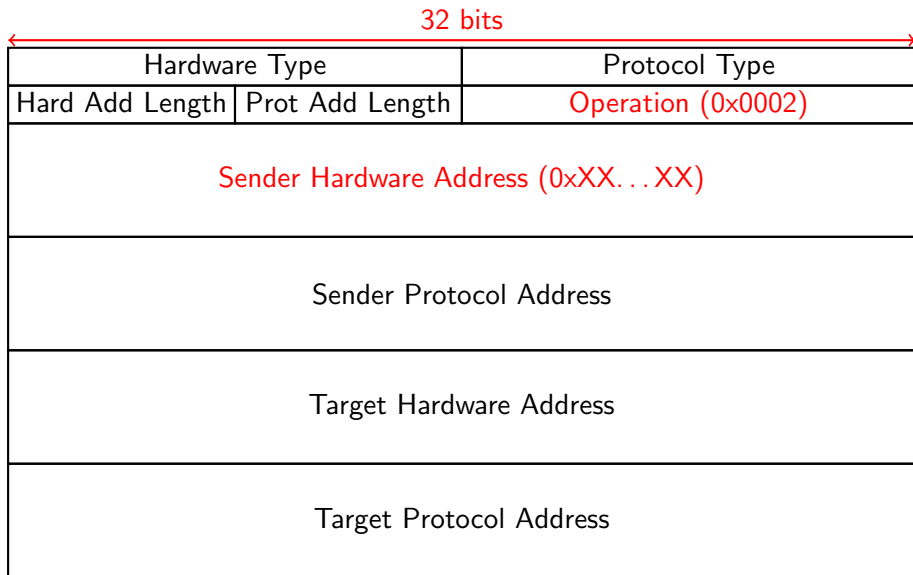 32 bits
Hardware Type Protocol Type
Hard Add Length Prot Add Length Operation (0x0002)
Sender Hardware Address (0xXX...XX)
Sender Protocol Address
Target Hardware Address
Target Protocol Address